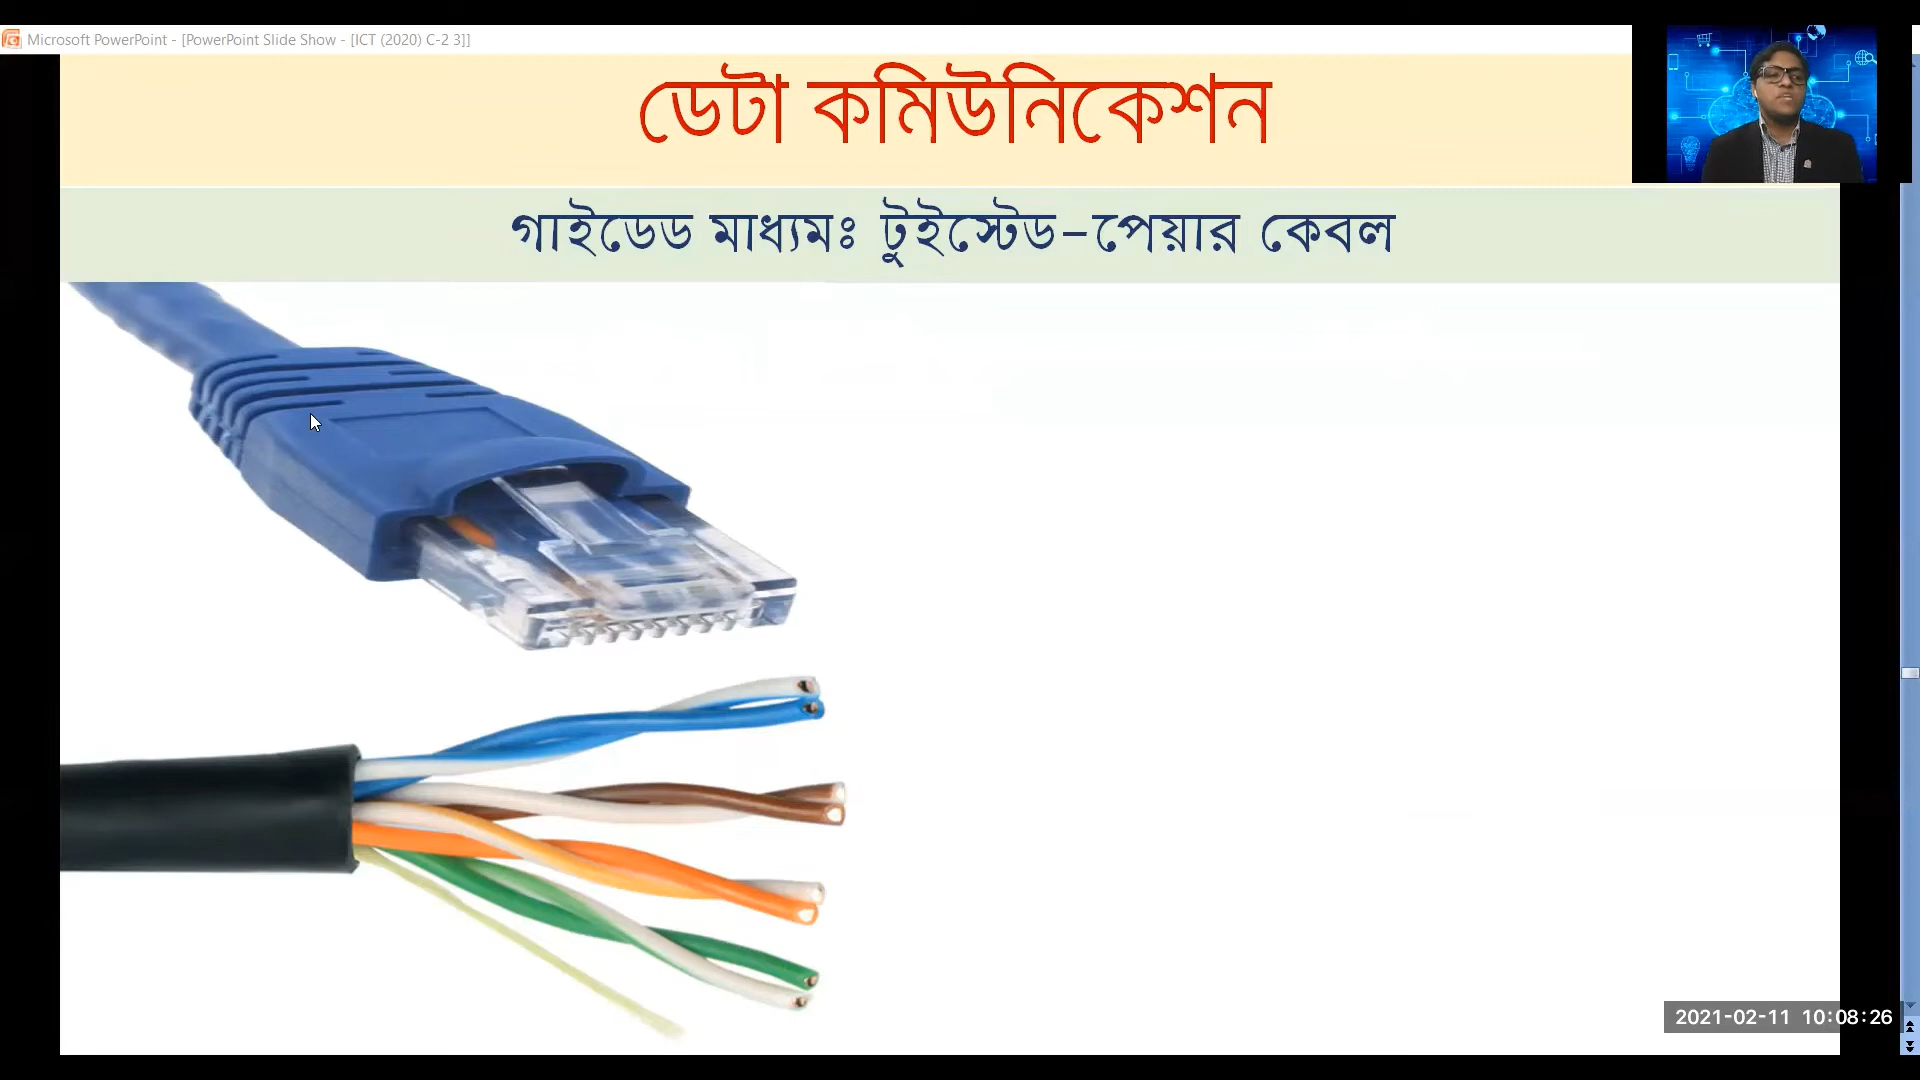 Microsoft PowerPoint - [PowerPoint Slide Show - [ICT (2020) C-2 3]]
ডেটা কমিউনিকেশন
গাইডেড মাধ্যমঃ টুইস্টেড-পেয়ার কেবল
2021-02-11 10:08:26